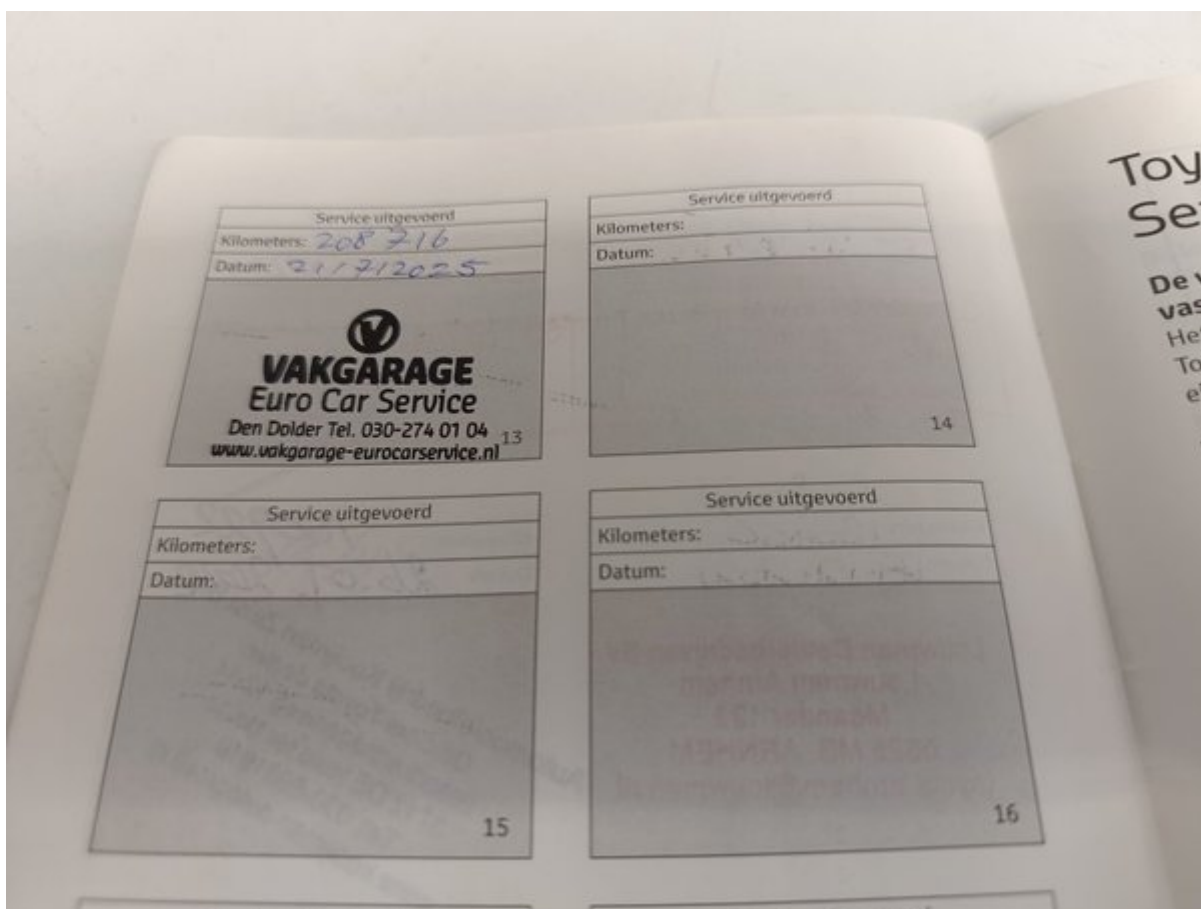 Service uitgevoerd
Kilometers: 208 716
Datum: 21/7/2025
V
VAKGARAGE
Euro Car Service
Den Dolder Tel. 030-274 01 04
www.vakgarage-eurocarservice.nl
13
Service uitgevoerd
Kilometers:
Datum:
14
Service uitgevoerd
Kilometers:
Datum:
15
Service uitgevoerd
Kilometers:
Datum:
16
Toy
Se
De v
vas
He
To
e